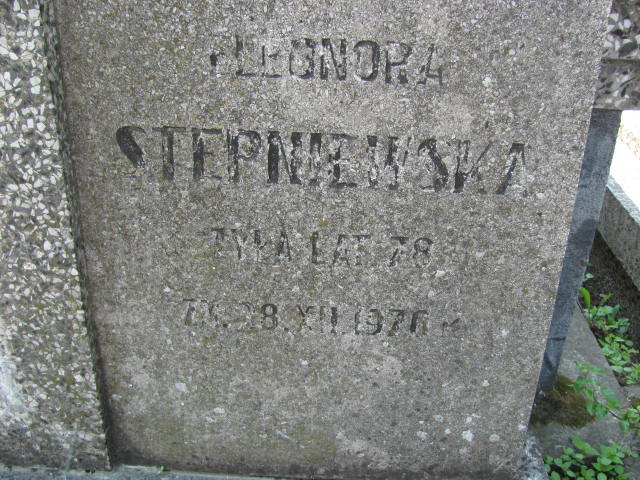 ELEONORA
STEPNIEWSKA
ŻYŁA LAT 78
ZM. 28. XII. 1976 R.